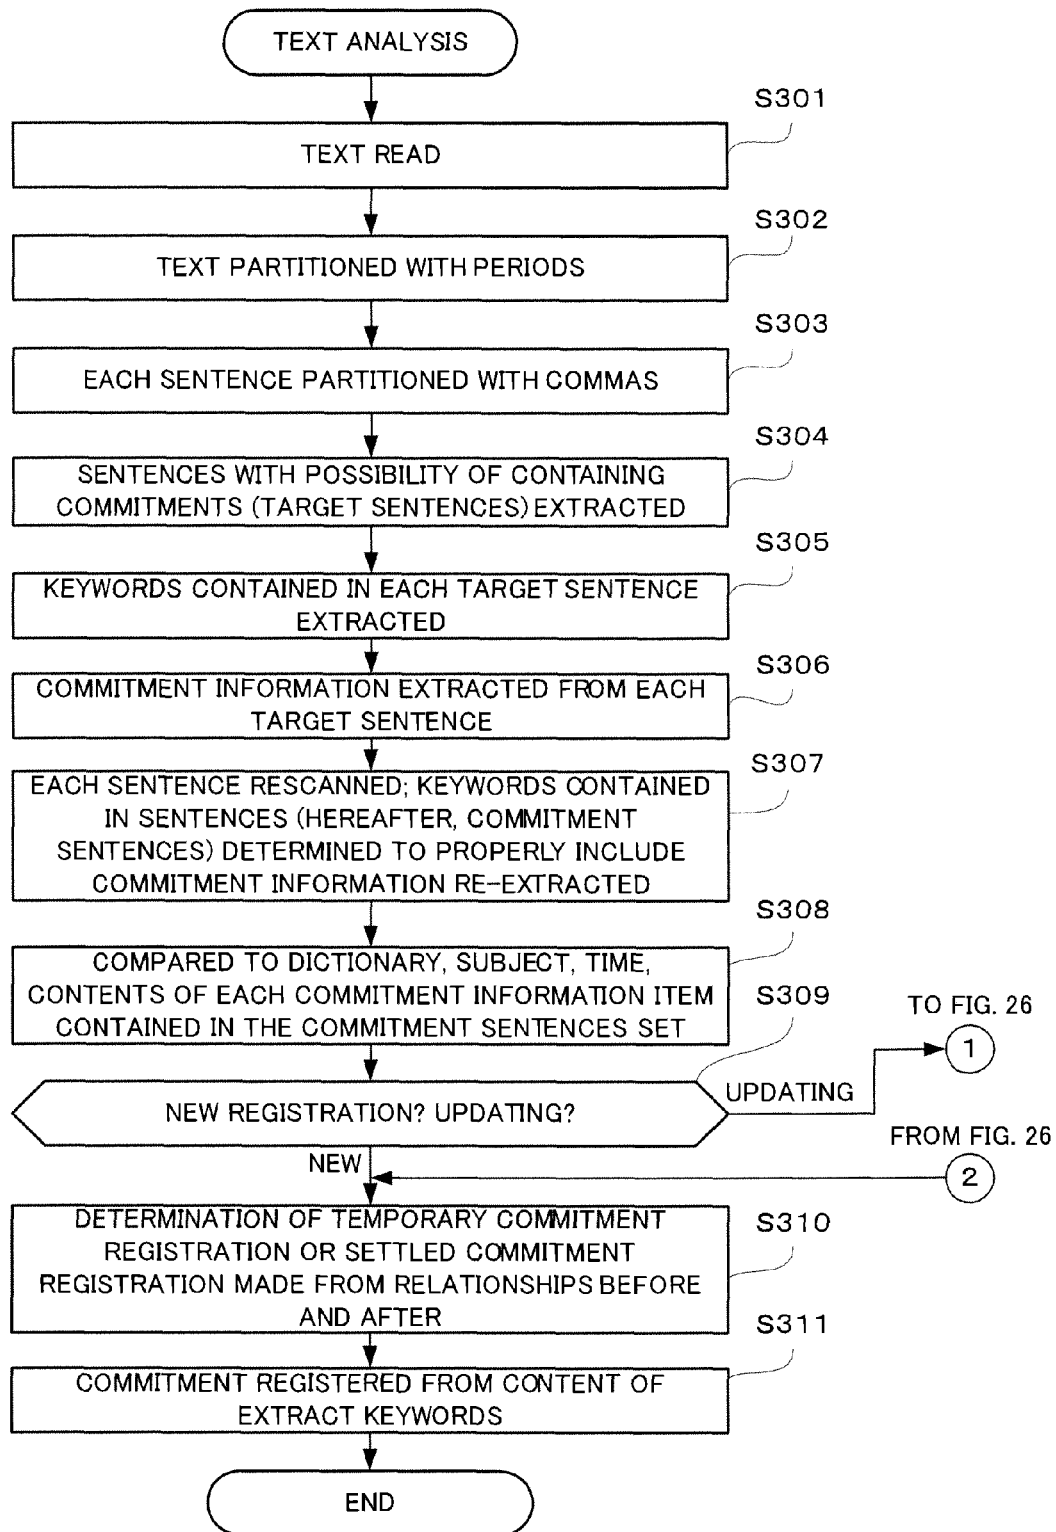 TEXT ANALYSIS
S301
TEXT READ
S302
TEXT PARTITIONED WITH PERIODS
S303
EACH SENTENCE PARTITIONED WITH COMMAS
S304
SENTENCES WITH POSSIBILITY OF CONTAINING
COMMITMENTS (TARGET SENTENCES) EXTRACTED
S305
KEYWORDS CONTAINED IN EACH TARGET SENTENCE
EXTRACTED
S306
COMMITMENT INFORMATION EXTRACTED FROM EACH
TARGET SENTENCE
S307
EACH SENTENCE RESCANNED; KEYWORDS CONTAINED
IN SENTENCES (HEREAFTER, COMMITMENT
SENTENCES) DETERMINED TO PROPERLY INCLUDE
COMMITMENT INFORMATION RE-EXTRACTED
S308
COMPARED TO DICTIONARY, SUBJECT, TIME,
CONTENTS OF EACH COMMITMENT INFORMATION ITEM
CONTAINED IN THE COMMITMENT SENTENCES SET
S309
TO FIG. 26
1
UPDATING
NEW REGISTRATION? UPDATING?
FROM FIG. 26
2
NEW
S310
DETERMINATION OF TEMPORARY COMMITMENT
REGISTRATION OR SETTLED COMMITMENT
REGISTRATION MADE FROM RELATIONSHIPS BEFORE
AND AFTER
S311
COMMITMENT REGISTERED FROM CONTENT OF
EXTRACT KEYWORDS
END